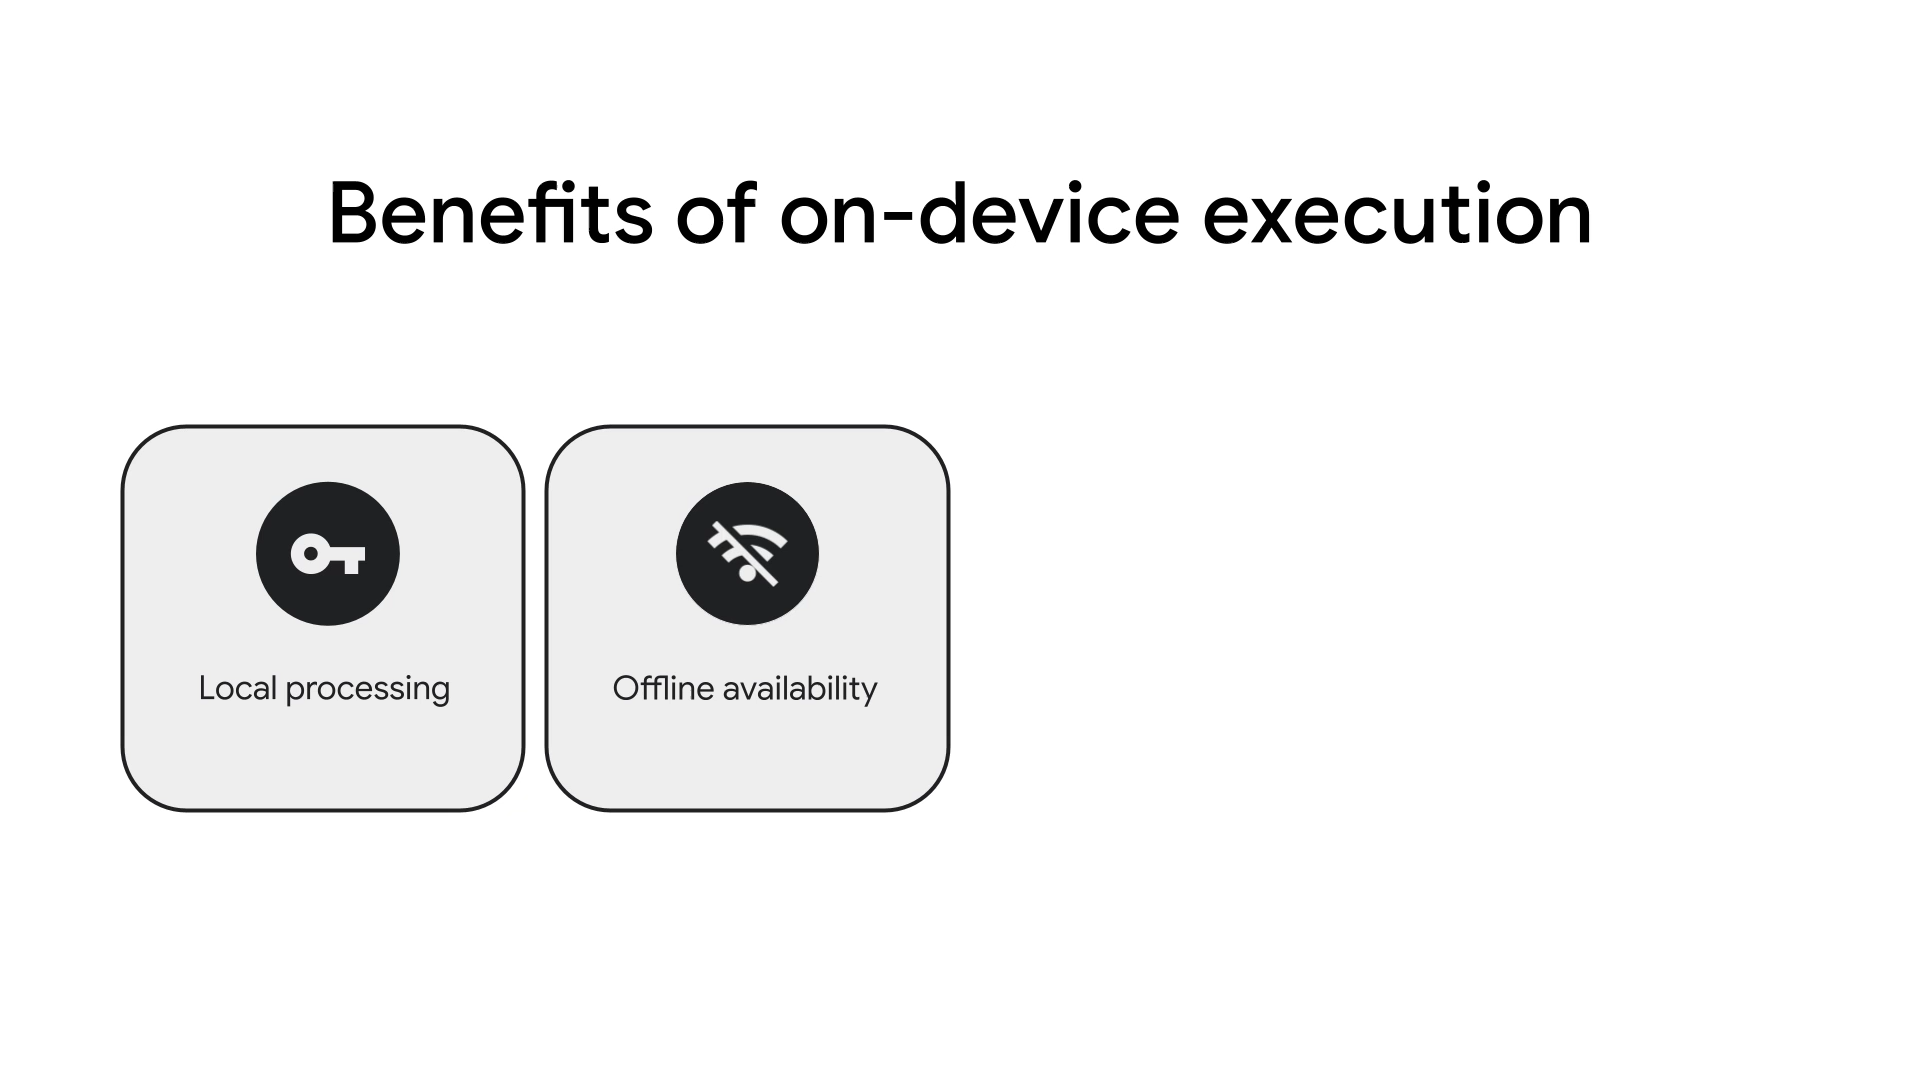 Benefits of on-device execution
Local processing
Offline availability